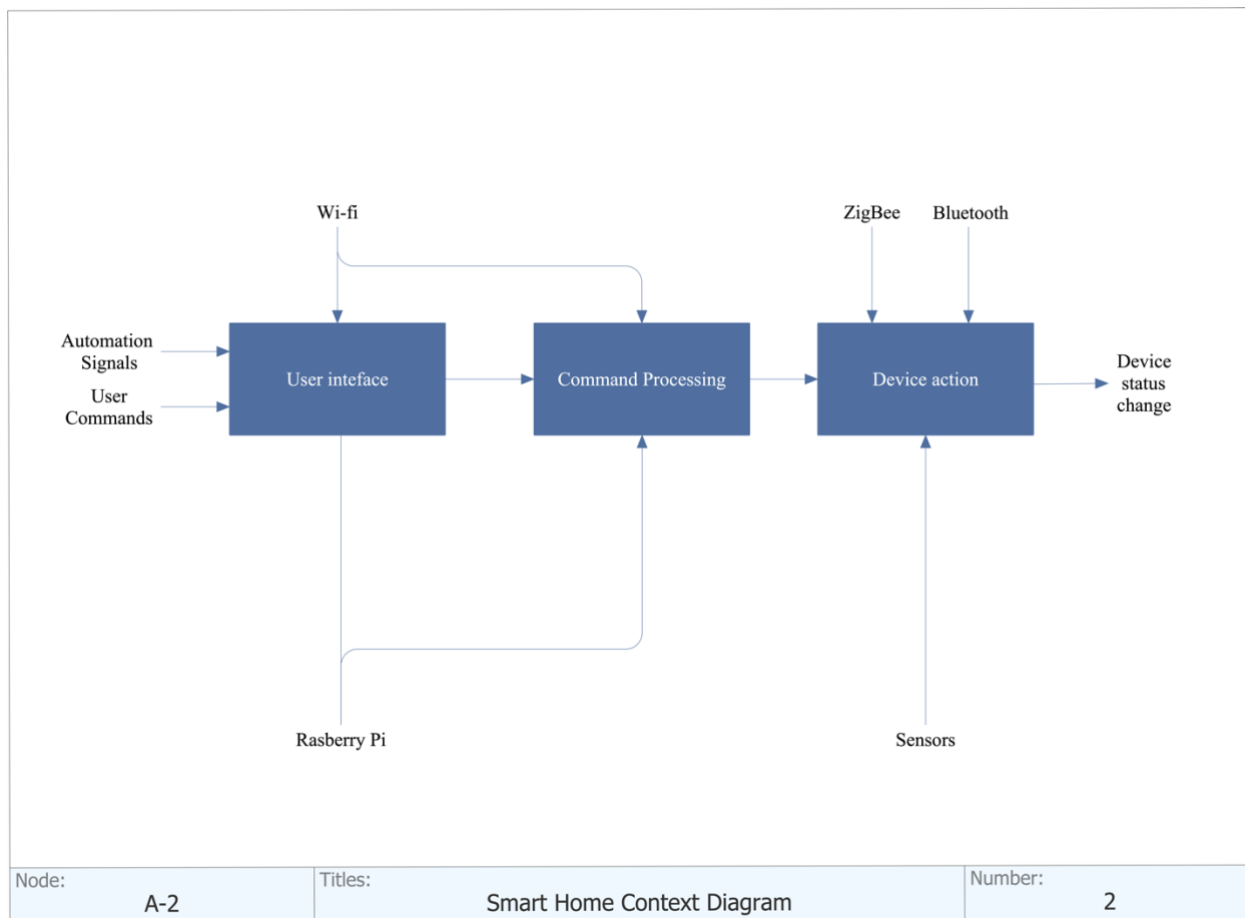 Wi-fi
ZigBee
Bluetooth
Automation
Signals
User
Commands
User inteface
Command Processing
Device action
Device
status
change
Rasberry Pi
Sensors
Node:
A-2
Titles:
Smart Home Context Diagram
Number:
2